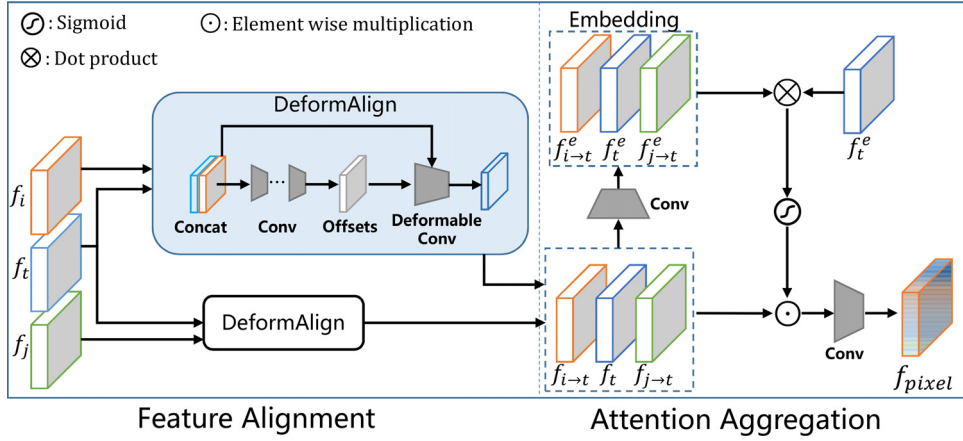 : Sigmoid
: Element wise multiplication
: Dot product
DeformAlign
Concat
Conv
Offsets
Deformable
Conv
f_i
f_t
f_j
DeformAlign
Embedding
f^e_{i→t} f^e_t f^e_{j→t}
f^e_t
Conv
f_{i→t} f_t f_{j→t}
Conv
f_{pixel}
Feature Alignment
Attention Aggregation